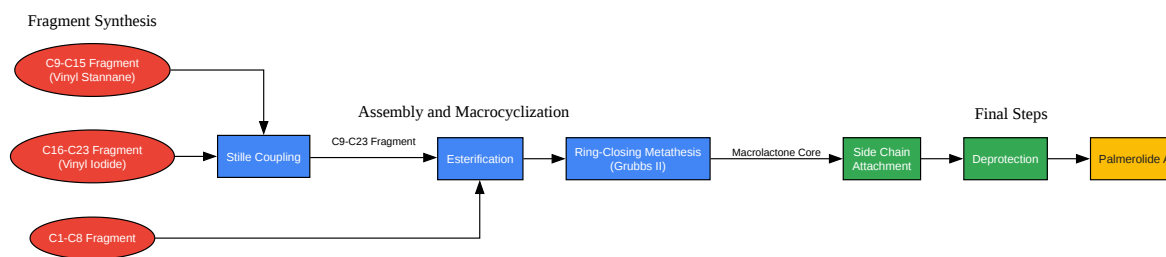 Fragment Synthesis
C9-C15 Fragment
(Vinyl Stannane)
Assembly and Macrocyclization
Final Steps
C16-C23 Fragment
(Vinyl Iodide)
Stille Coupling
C9-C23 Fragment
Esterification
Ring-Closing Metathesis
(Grubbs II)
Macrolactone Core
Side Chain
Attachment
Deprotection
Palmerolide A
C1-C8 Fragment